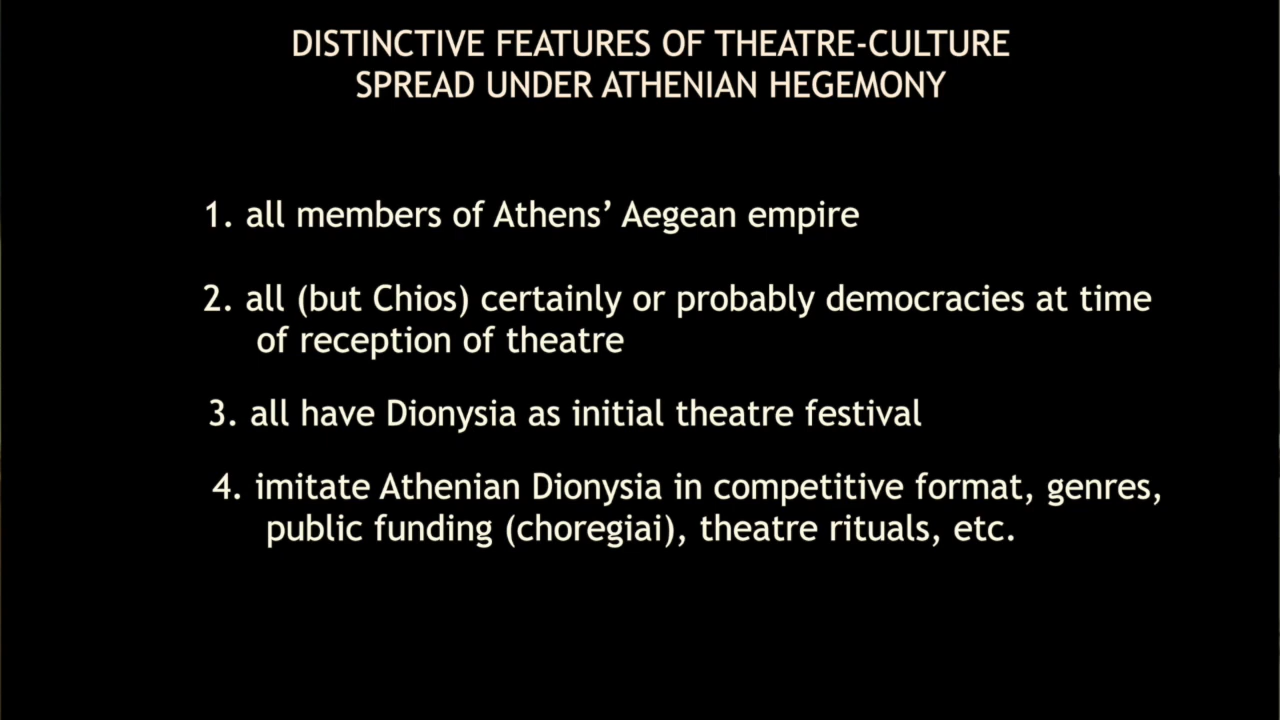 DISTINCTIVE FEATURES OF THEATRE-CULTURE
SPREAD UNDER ATHENIAN HEGEMONY
1. all members of Athens’ Aegean empire
2. all (but Chios) certainly or probably democracies at time
of reception of theatre
3. all have Dionysia as initial theatre festival
4. imitate Athenian Dionysia in competitive format, genres,
public funding (choregiai), theatre rituals, etc.